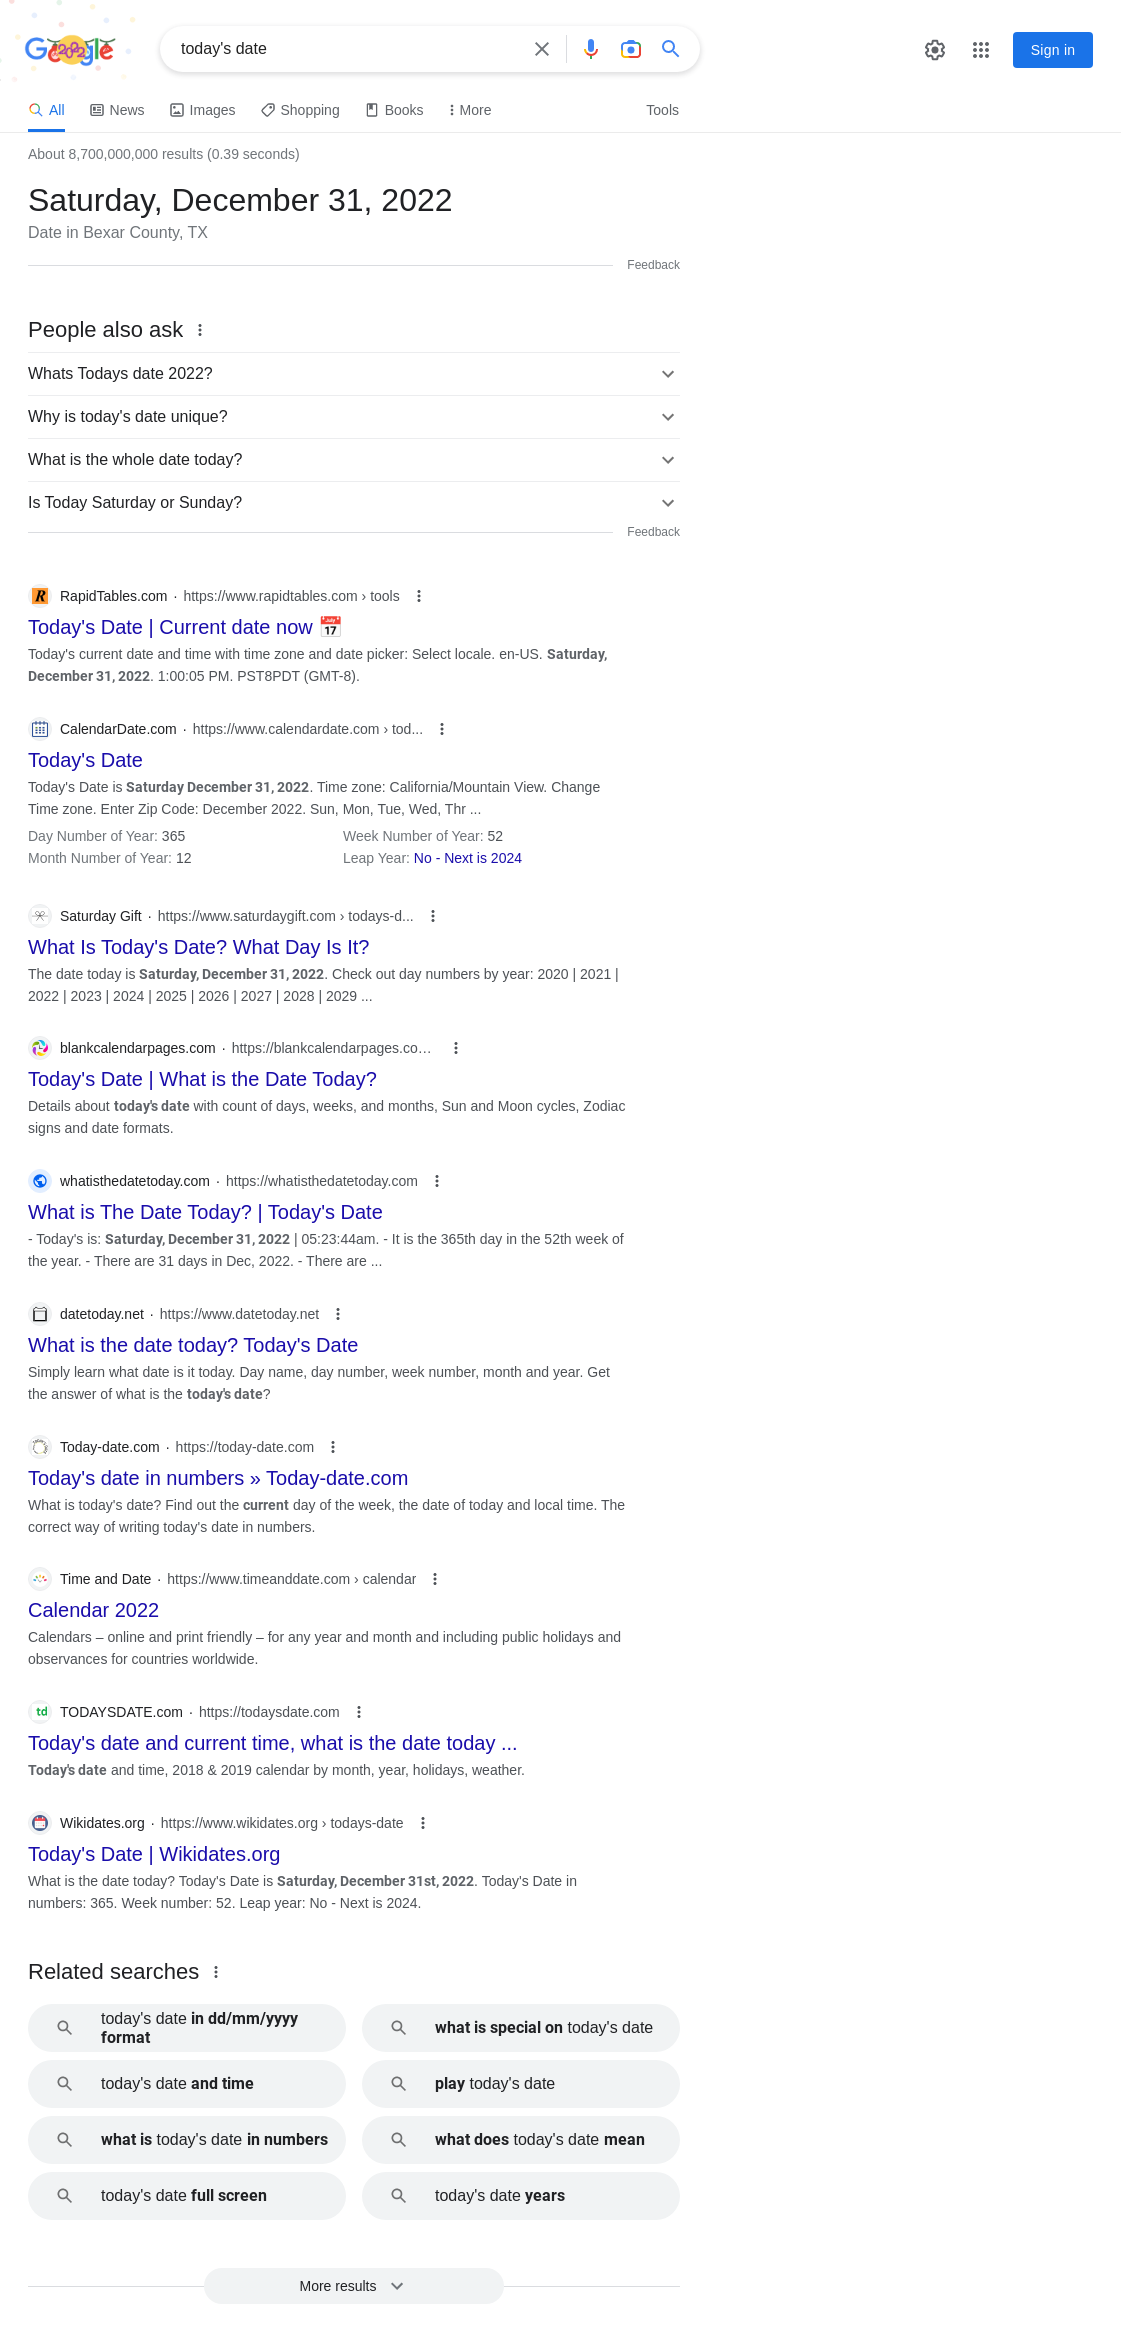 Google
today's date
Sign in
All News Images Shopping Books More Tools
About 8,700,000,000 results (0.39 seconds)
Saturday, December 31, 2022
Date in Bexar County, TX
Feedback
People also ask
Whats Todays date 2022?
Why is today's date unique?
What is the whole date today?
Is Today Saturday or Sunday?
Feedback
RapidTables.com · https://www.rapidtables.com › tools
Today's Date | Current date now 📅
Today's current date and time with time zone and date picker: Select locale. en-US. Saturday,
December 31, 2022. 1:00:05 PM. PST8PDT (GMT-8).
CalendarDate.com · https://www.calendardate.com › tod...
Today's Date
Today's Date is Saturday December 31, 2022. Time zone: California/Mountain View. Change
Time zone. Enter Zip Code: December 2022. Sun, Mon, Tue, Wed, Thr ...
Day Number of Year: 365 Week Number of Year: 52
Month Number of Year: 12 Leap Year: No - Next is 2024
Saturday Gift · https://www.saturdaygift.com › todays-d...
What Is Today's Date? What Day Is It?
The date today is Saturday, December 31, 2022. Check out day numbers by year: 2020 | 2021 |
2022 | 2023 | 2024 | 2025 | 2026 | 2027 | 2028 | 2029 ...
blankcalendarpages.com · https://blankcalendarpages.co…
Today's Date | What is the Date Today?
Details about today's date with count of days, weeks, and months, Sun and Moon cycles, Zodiac
signs and date formats.
whatisthedatetoday.com · https://whatisthedatetoday.com
What is The Date Today? | Today's Date
- Today's is: Saturday, December 31, 2022 | 05:23:44am. - It is the 365th day in the 52th week of
the year. - There are 31 days in Dec, 2022. - There are ...
datetoday.net · https://www.datetoday.net
What is the date today? Today's Date
Simply learn what date is it today. Day name, day number, week number, month and year. Get
the answer of what is the today's date?
Today-date.com · https://today-date.com
Today's date in numbers » Today-date.com
What is today's date? Find out the current day of the week, the date of today and local time. The
correct way of writing today's date in numbers.
Time and Date · https://www.timeanddate.com › calendar
Calendar 2022
Calendars – online and print friendly – for any year and month and including public holidays and
observances for countries worldwide.
td TODAYSDATE.com · https://todaysdate.com
Today's date and current time, what is the date today ...
Today's date and time, 2018 & 2019 calendar by month, year, holidays, weather.
Wikidates.org · https://www.wikidates.org › todays-date
Today's Date | Wikidates.org
What is the date today? Today's Date is Saturday, December 31st, 2022. Today's Date in
numbers: 365. Week number: 52. Leap year: No - Next is 2024.
Related searches
today's date in dd/mm/yyyy
format
what is special on today's date
today's date and time
play today's date
what is today's date in numbers
what does today's date mean
today's date full screen
today's date years
More results